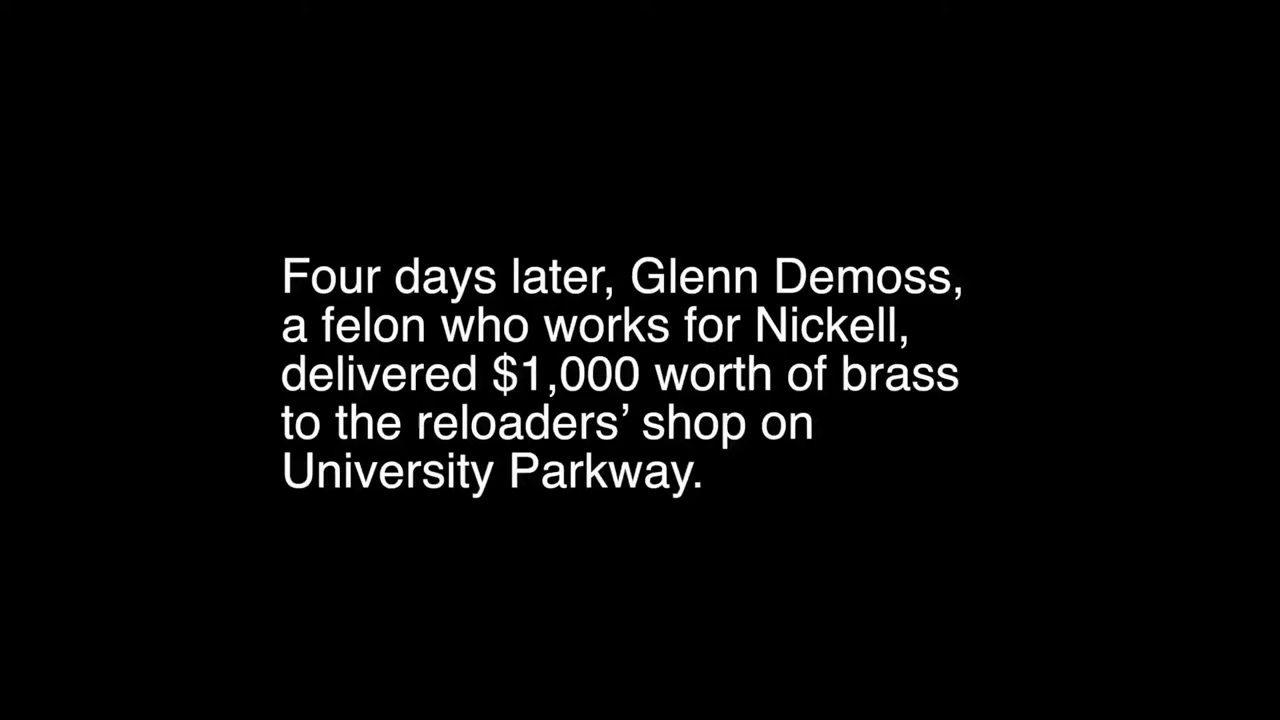 Four days later, Glenn Demoss,
a felon who works for Nickell,
delivered $1,000 worth of brass
to the reloaders’ shop on
University Parkway.